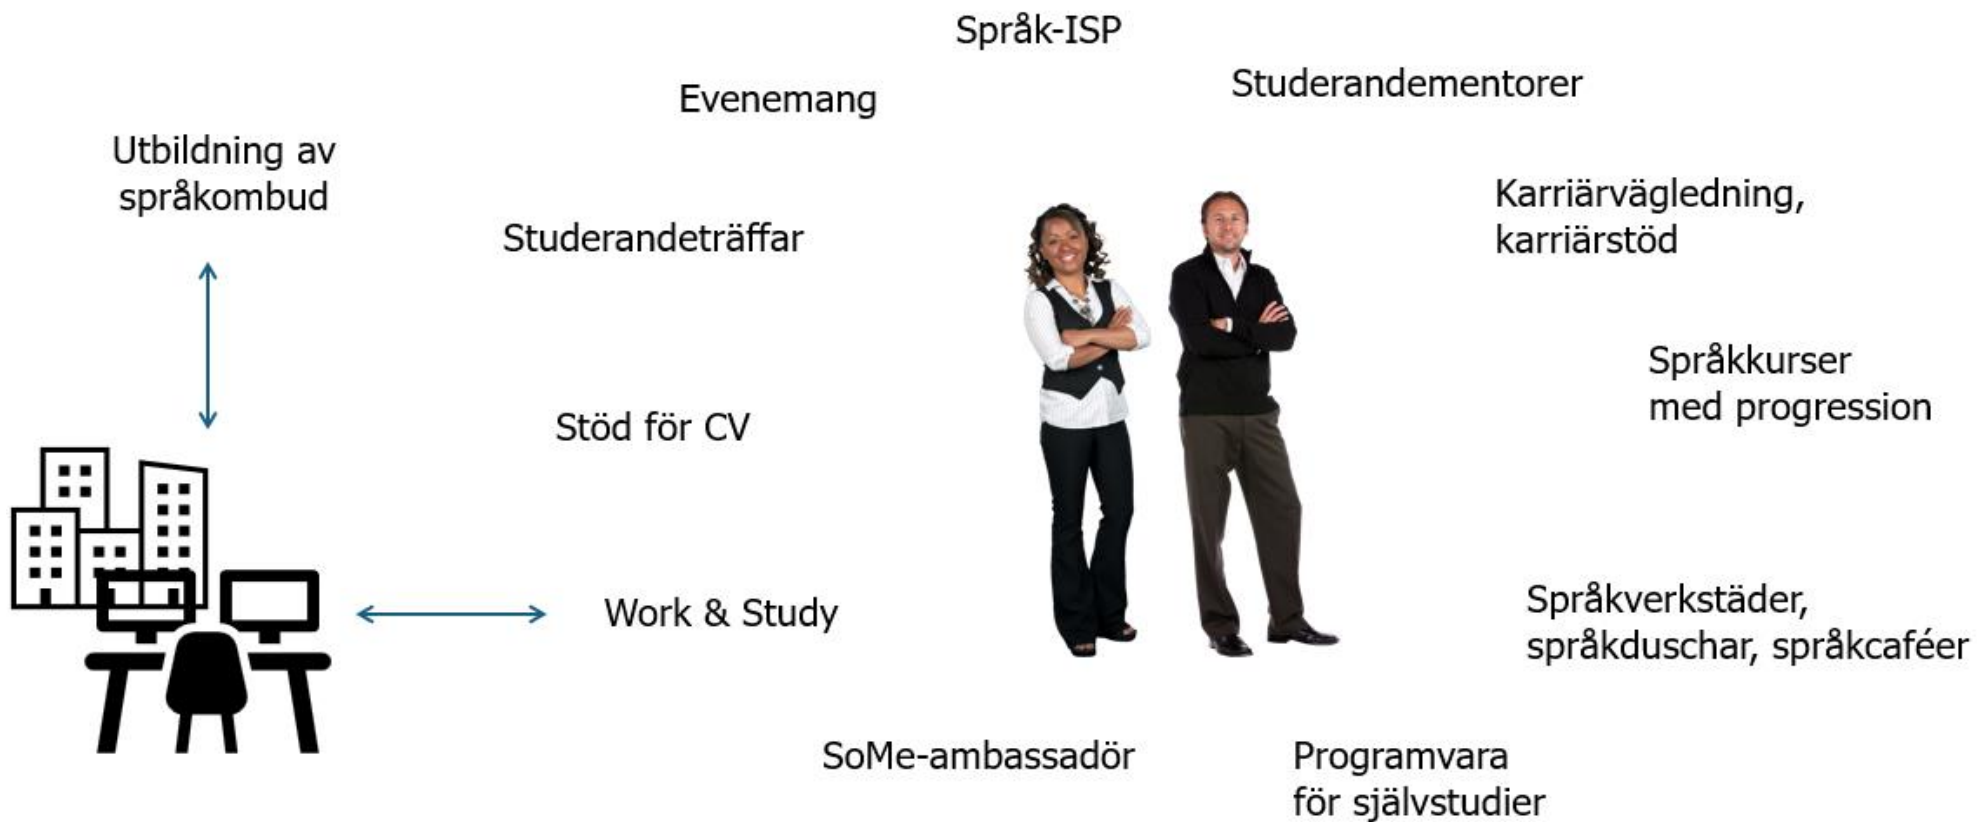 Språk-ISP
Studerandementorer
Evenemang
Utbildning av
språkombud
Karriärvägledning,
karriärstöd
Studerandeträffar
Språkkurser
med progression
Stöd för CV
Work & Study
Språkverkstäder,
språkduschar, språkcaféer
SoMe-ambassadör
Programvara
för självstudier